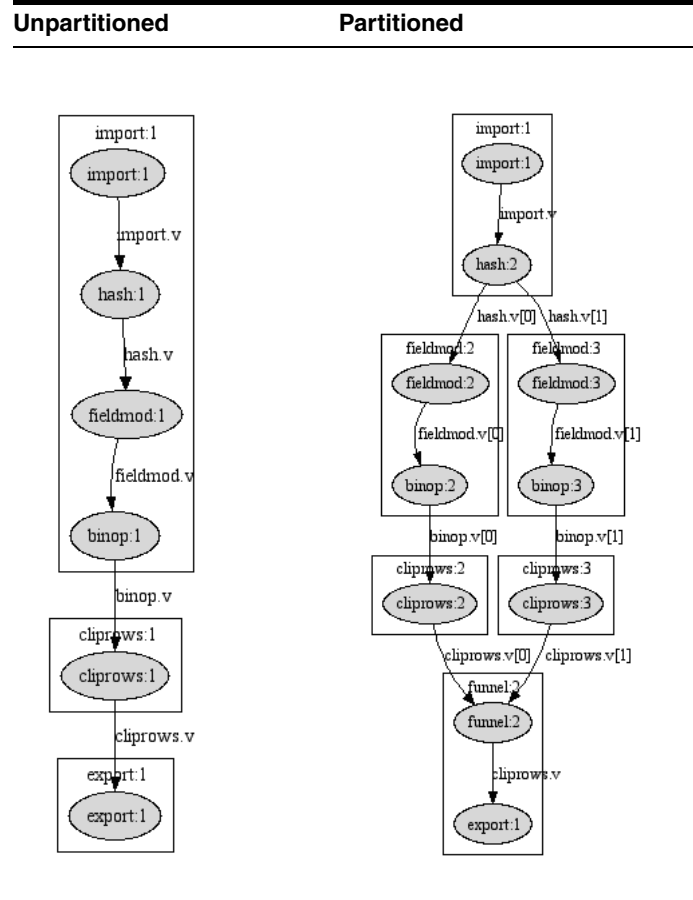 Unpartitioned Partitioned
import:1
import:1
import.v
hash:1
hash.v
fieldmod:1
fieldmod.v
binop:1
binop.v
cliprows:1
cliprows:1
cliprows.v
export:1
export:1
import:1
import:1
import.v
hash:2
hash.v[0] hash.v[1]
fieldmod:2 fieldmod:3
fieldmod:2 fieldmod:3
fieldmod.v[0] fieldmod.v[1]
binop:2 binop:3
binop.v[0] binop.v[1]
cliprows:2 cliprows:3
cliprows:2 cliprows:3
cliprows.v[0] cliprows.v[1]
funnel:2
funnel:2
cliprows.v
export:1